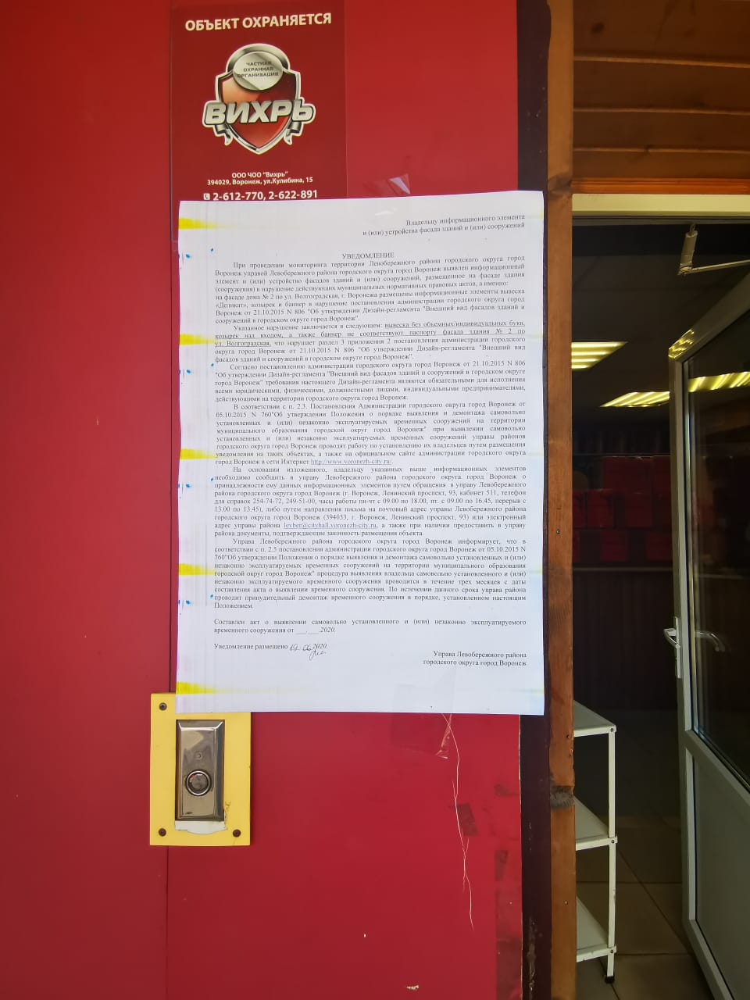 ОБЪЕКТ ОХРАНЯЕТСЯ
ЧАСТНАЯ
ОХРАННАЯ
ОРГАНИЗАЦИЯ
ВИХРЬ
ООО ЧОО "Вихрь"
394029, Воронеж, ул.Кулибина, 15
2-612-770, 2-622-891
Владельцу информационного элемента
и (или) устройства фасада зданий и (или) сооружений
УВЕДОМЛЕНИЕ
При проведении мониторинга территории Левобережного района городского округа город
Воронеж управой Левобережного района городского округа город Воронеж выявлен информационный
элемент и (или) устройство фасадов зданий и (или) сооружений, размещенное на фасаде здания
(сооружения) в нарушение действующих муниципальных нормативных правовых актов, а именно:
на фасаде дома № 2 по ул. Волгоградская, г. Воронежа размещены информационные элементы вывеска
«Деликат», козырек и баннер в нарушение постановления администрации городского округа город
Воронеж от 21.10.2015 N 806 "Об утверждении Дизайн-регламента "Внешний вид фасадов зданий и
сооружений в городском округе город Воронеж".
Указанное нарушение заключается в следующем: вывеска без объемных/индивидуальных букв,
козырек над входом, а также баннер не соответствуют паспорту фасада здания № 2 по
ул. Волгоградская, что нарушает раздел 3 приложения 2 постановления администрации городского
округа город Воронеж от 21.10.2015 N 806 "Об утверждении Дизайн-регламента "Внешний вид
фасадов зданий и сооружений в городском округе город Воронеж".
Согласно постановлению администрации городского округа город Воронеж от 21.10.2015 N 806
"Об утверждении Дизайн-регламента "Внешний вид фасадов зданий и сооружений в городском округе
город Воронеж" требования настоящего Дизайн-регламента являются обязательными для исполнения
всеми юридическими, физическими, должностными лицами, индивидуальными предпринимателями,
действующими на территории городского округа город Воронеж.
В соответствии с п. 2.3. Постановления Администрации городского округа город Воронеж от
05.10.2015 N 760"Об утверждении Положения о порядке выявления и демонтажа самовольно
установленных и (или) незаконно эксплуатируемых временных сооружений на территории
муниципального образования городской округ город Воронеж" при выявлении самовольно
установленных и (или) незаконно эксплуатируемых временных сооружений управы районов
городского округа город Воронеж проводят работу по установлению их владельцев путем размещения
уведомления на таких объектах, а также на официальном сайте администрации городского округа
город Воронеж в сети Интернет http://www.voronezh-city.ru/.
На основании изложенного, владельцу указанных выше информационных элементов
необходимо сообщить в управу Левобережного района городского округа город Воронеж о
принадлежности ему данных информационных элементов путем обращения в управу Левобережного
района городского округа город Воронеж (г. Воронеж, Ленинский проспект, 93, кабинет 511, телефон
для справок 254-74-72, 249-51-00, часы работы пн-чт с 09.00 по 18.00, пт. с 09.00 по 16.45, перерыв с
13.00 по 13.45), либо путем направления письма на почтовый адрес управы Левобережного района
городского округа город Воронеж (394033, г. Воронеж, Ленинский проспект, 93) или электронный
адрес управы района levber@cityhall.voronezh-city.ru, а также при наличии предоставить в управу
района документы, подтверждающие законность размещения объекта.
Управа Левобережного района городского округа город Воронеж информирует, что в
соответствии с п. 2.5 постановления администрации городского округа город Воронеж от 05.10.2015 N
760"Об утверждении Положения о порядке выявления и демонтажа самовольно установленных и (или)
незаконно эксплуатируемых временных сооружений на территории муниципального образования
городской округ город Воронеж" процедура выявления владельца самовольно установленного и (или)
незаконно эксплуатируемого временного сооружения проводится в течение трех месяцев с даты
составления акта о выявлении временного сооружения. По истечении данного срока управа района
проводит принудительный демонтаж временного сооружения в порядке, установленном настоящим
Положением.
Составлен акт о выявлении самовольно установленного и (или) незаконно эксплуатируемого
временного сооружения от ___.___.2020.
Уведомление размещено 19.06.2020.
Управа Левобережного района
городского округа город Воронеж